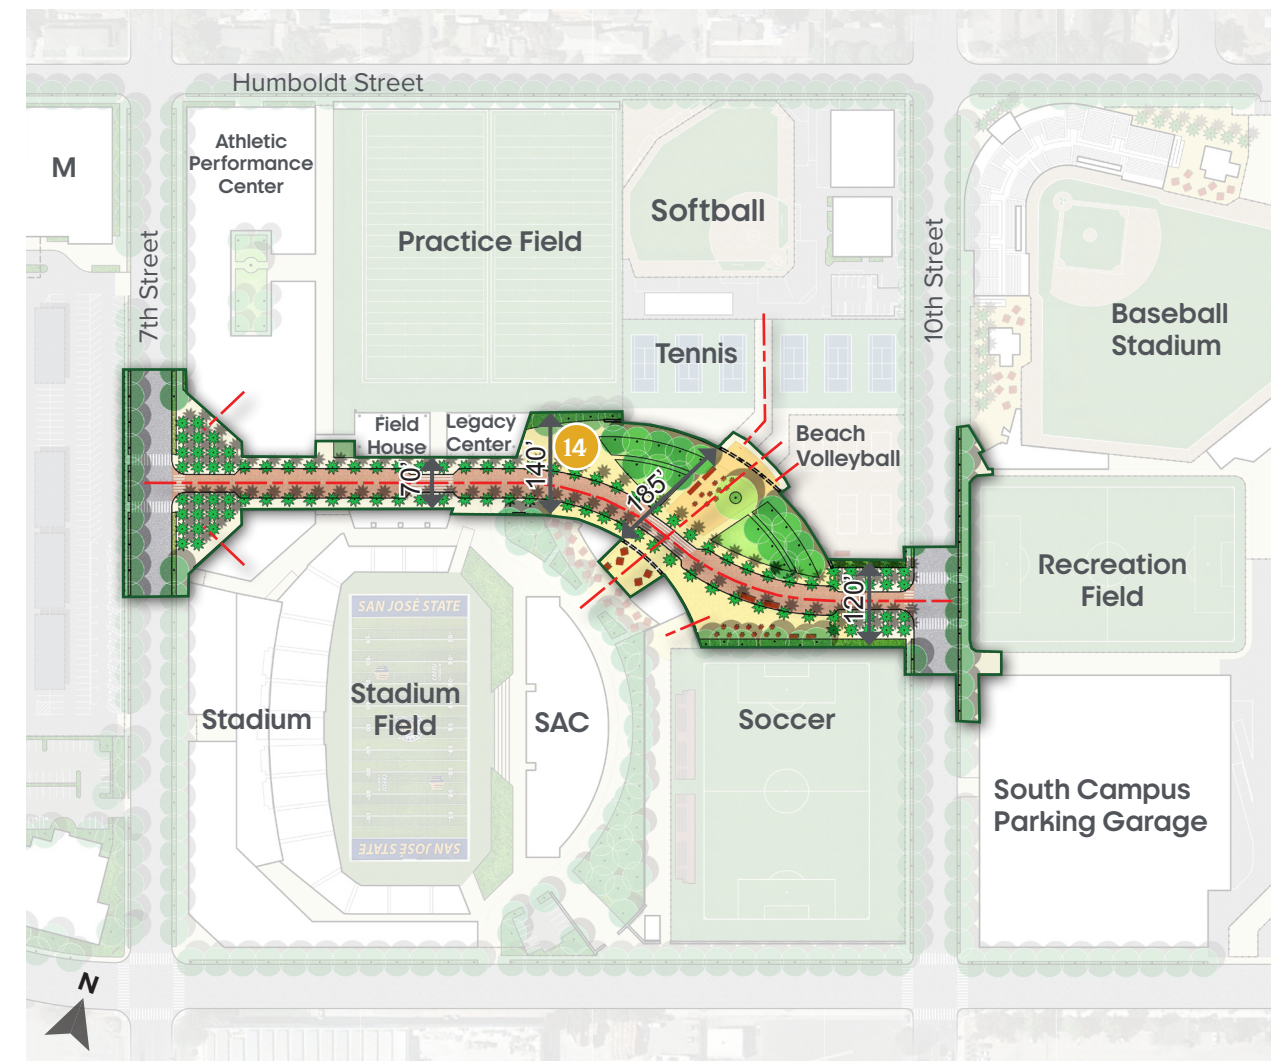 Humboldt Street
M
Athletic
Performance
Center
Practice Field
Softball
7th Street
10th Street
Baseball
Stadium
Tennis
Field
House
Legacy
Center
14
Beach
Volleyball
70'
140'
185'
120'
Recreation
Field
SAN JOSÉ STATE
Stadium
Stadium
Field
SAC
Soccer
South Campus
Parking Garage
SAN JOSÉ STATE
N